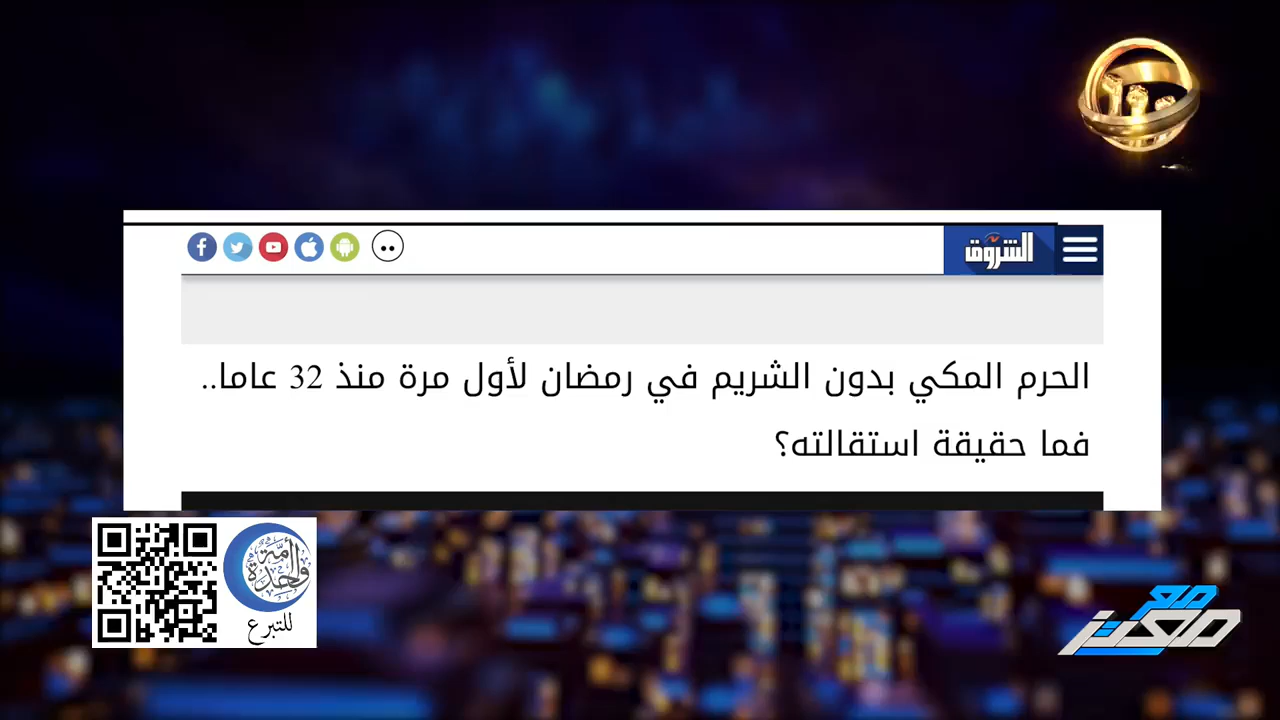 الشروق
الحرم المكي بدون الشريم في رمضان لأول مرة منذ 32 عاما..
فما حقيقة استقالته؟
أمة واحدة
للتبرع
مع معتز